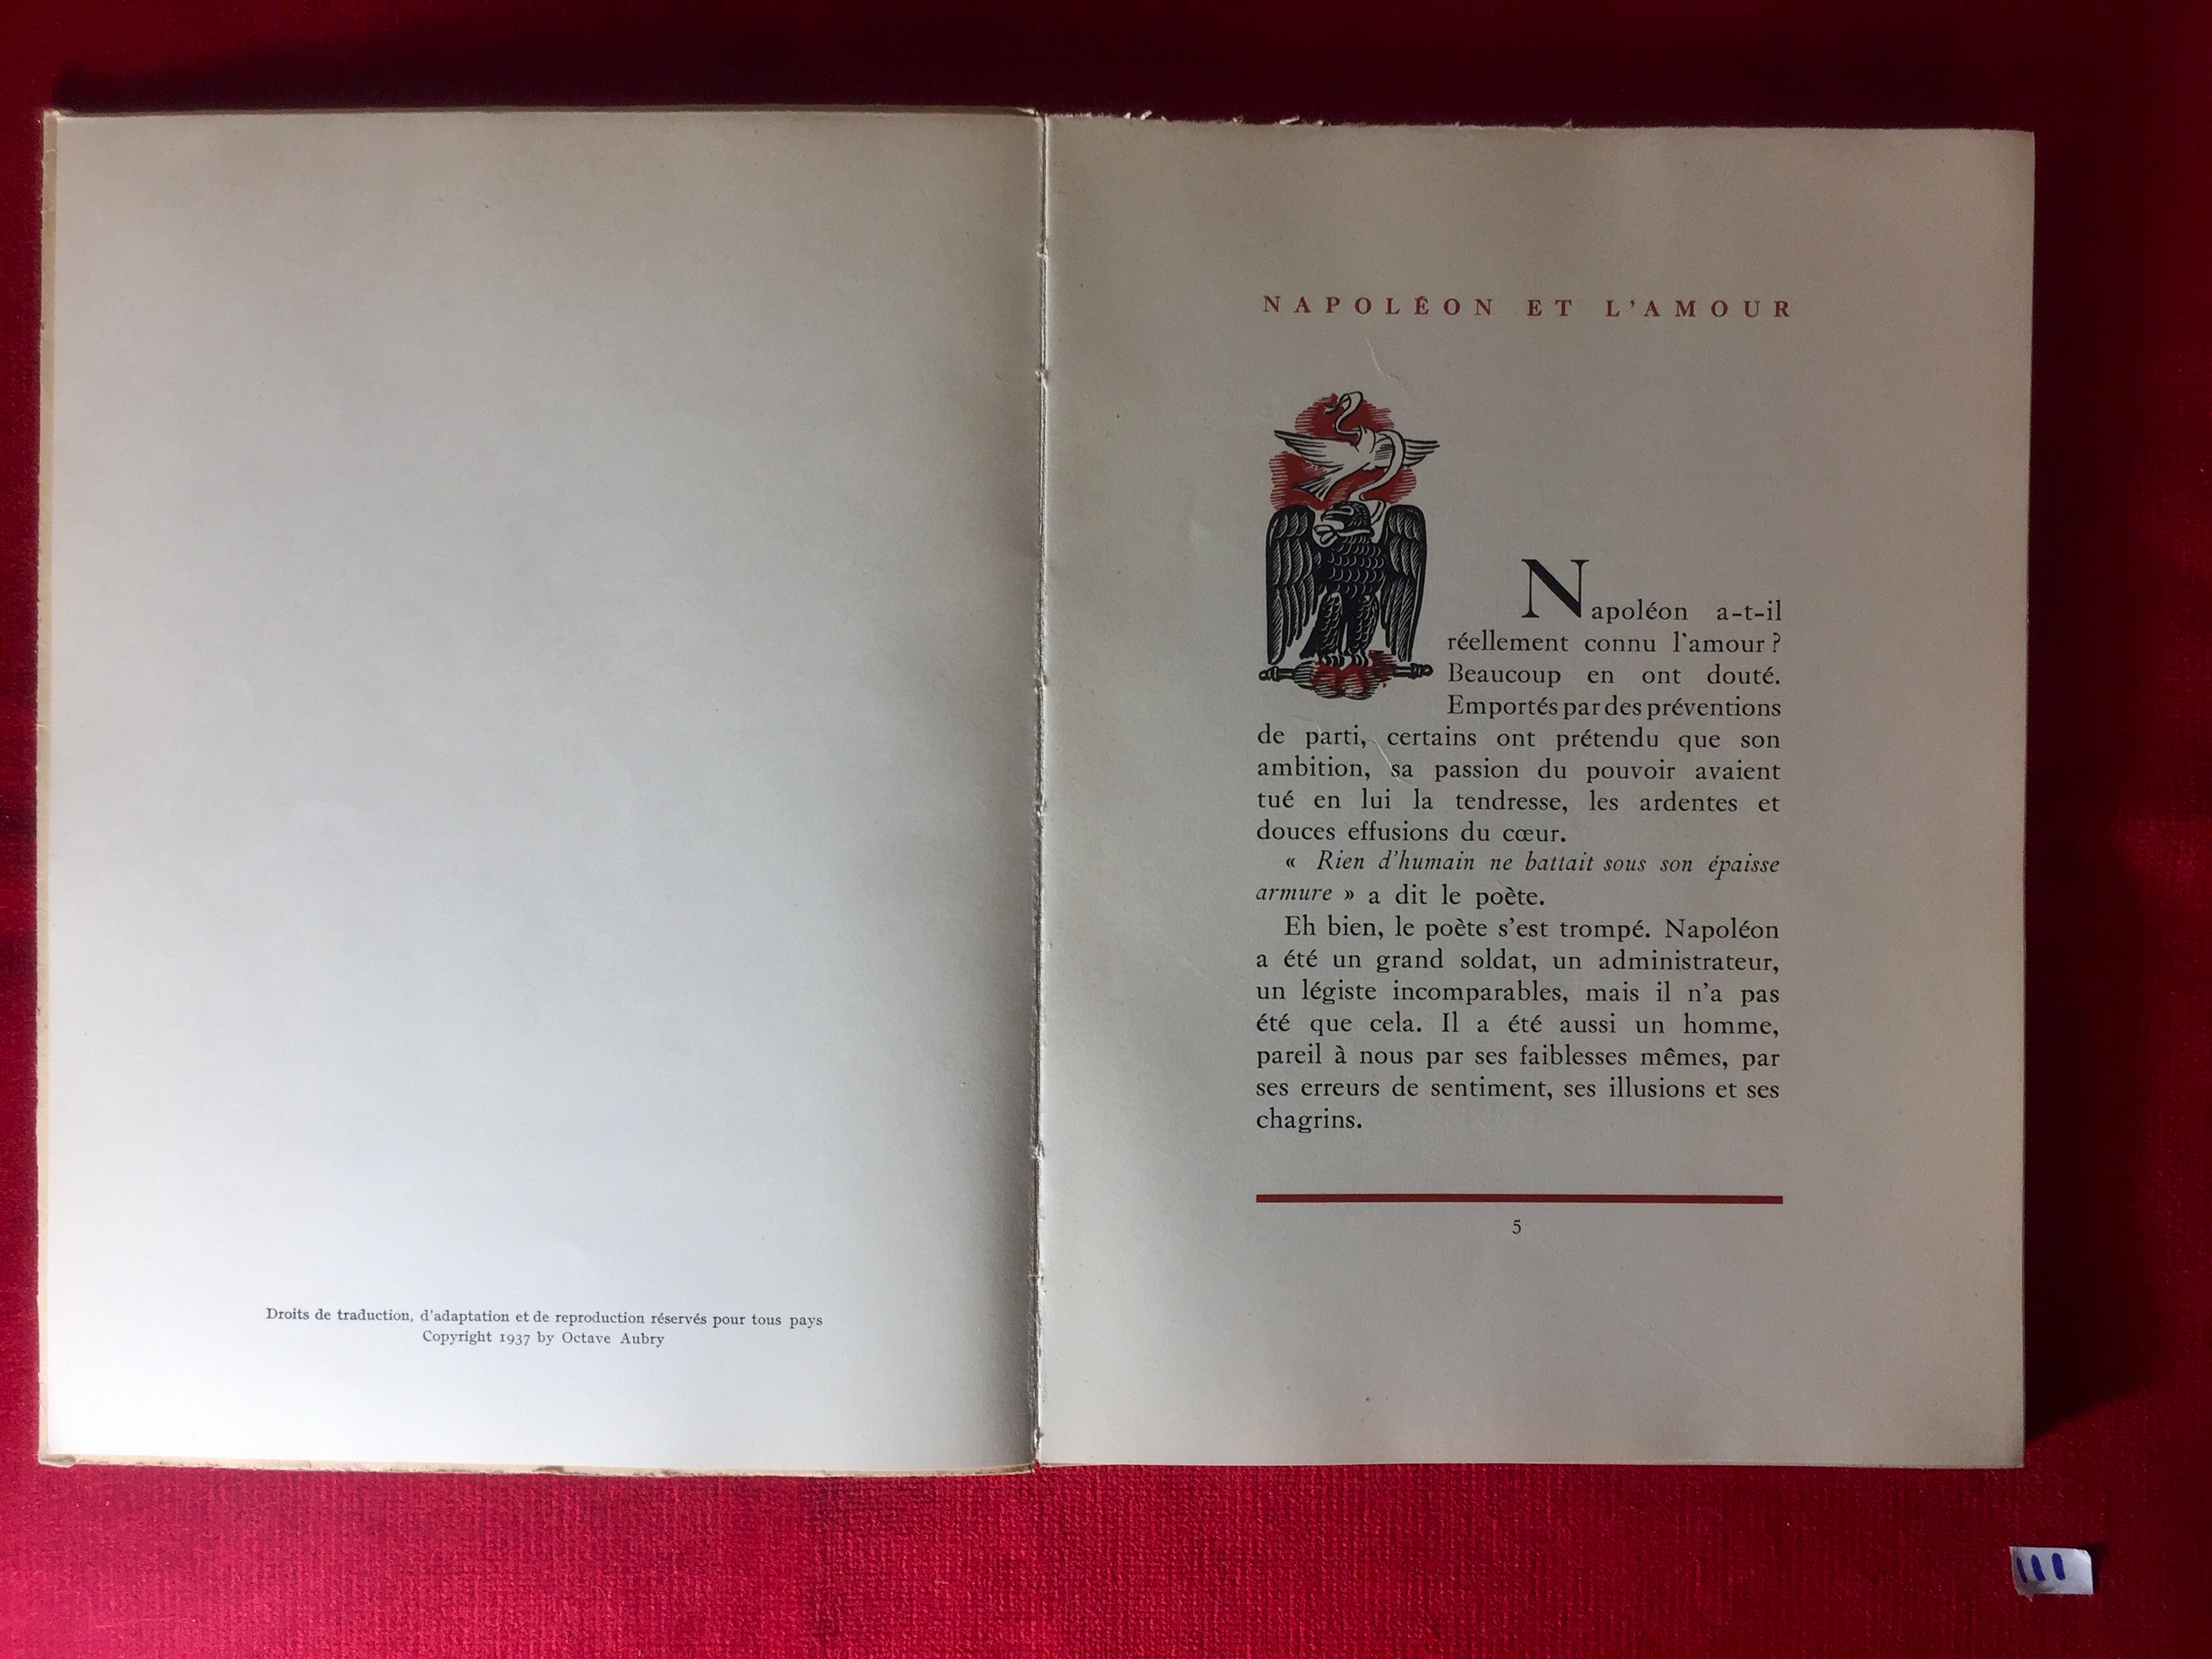 Droits de traduction, d'adaptation et de reproduction réservés pour tous pays
Copyright 1937 by Octave Aubry
NAPOLÉON ET L'AMOUR
Napoléon a-t-il
réellement connu l'amour ?
Beaucoup en ont douté.
Emportés par des préventions
de parti, certains ont prétendu que son
ambition, sa passion du pouvoir avaient
tué en lui la tendresse, les ardentes et
douces effusions du cœur.
« Rien d'humain ne battait sous son épaisse
armure » a dit le poète.
Eh bien, le poète s'est trompé. Napoléon
a été un grand soldat, un administrateur,
un légiste incomparables, mais il n'a pas
été que cela. Il a été aussi un homme,
pareil à nous par ses faiblesses mêmes, par
ses erreurs de sentiment, ses illusions et ses
chagrins.
5
III